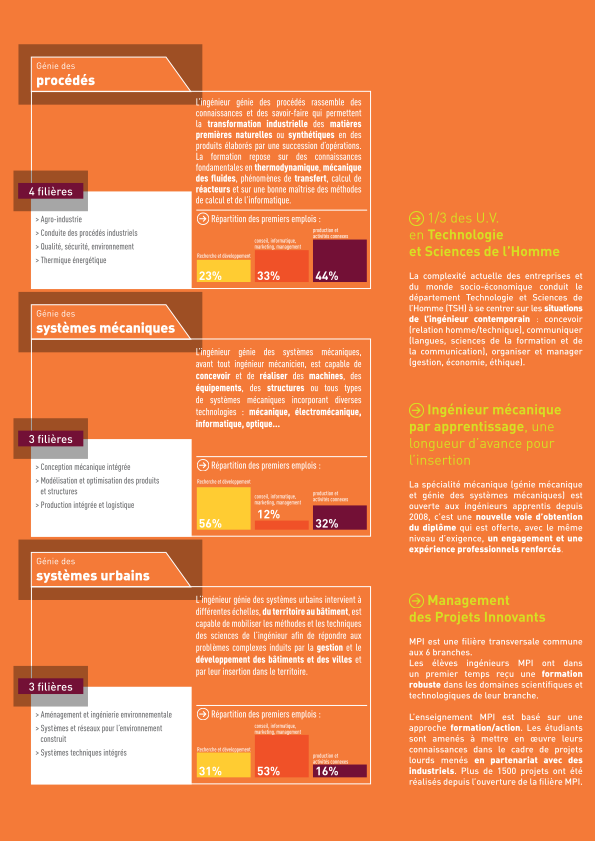 Génie des
procédés
L'ingénieur génie des procédés rassemble des
connaissances et des savoir-faire qui permettent
la transformation industrielle des matières
premières naturelles ou synthétiques en des
produits élaborés par une succession d'opérations.
La formation repose sur des connaissances
fondamentales en thermodynamique, mécanique
des fluides, phénomènes de transfert, calcul de
réacteurs et sur une bonne maîtrise des méthodes
de calcul et de l'informatique.
4 filières
> Agro-industrie
> Conduite des procédés industriels
> Qualité, sécurité, environnement
> Thermique énergétique
Répartition des premiers emplois :
Recherche et développement
23%
conseil, informatique,
marketing, management
33%
production et
activités connexes
44%
Génie des
systèmes mécaniques
L'ingénieur génie des systèmes mécaniques,
avant tout ingénieur mécanicien, est capable de
concevoir et de réaliser des machines, des
équipements, des structures ou tous types
de systèmes mécaniques incorporant diverses
technologies : mécanique, électromécanique,
informatique, optique...
3 filières
> Conception mécanique intégrée
> Modélisation et optimisation des produits
et structures
> Production intégrée et logistique
Répartition des premiers emplois :
Recherche et développement
56%
conseil, informatique,
marketing, management
12%
production et
activités connexes
32%
Génie des
systèmes urbains
L'ingénieur génie des systèmes urbains intervient à
différentes échelles, du territoire au bâtiment, est
capable de mobiliser les méthodes et les techniques
des sciences de l'ingénieur afin de répondre aux
problèmes complexes induits par la gestion et le
développement des bâtiments et des villes et
par leur insertion dans le territoire.
3 filières
> Aménagement et ingénierie environnementale
> Systèmes et réseaux pour l'environnement
construit
> Systèmes techniques intégrés
Répartition des premiers emplois :
Recherche et développement
31%
conseil, informatique,
marketing, management
53%
production et
activités connexes
16%
1/3 des U.V.
en Technologie
et Sciences de l'Homme
La complexité actuelle des entreprises et
du monde socio-économique conduit le
département Technologie et Sciences de
l'Homme (TSH) à se centrer sur les situations
de l'ingénieur contemporain : concevoir
(relation homme/technique), communiquer
(langues, sciences de la formation et de
la communication), organiser et manager
(gestion, économie, éthique).
Ingénieur mécanique
par apprentissage, une
longueur d'avance pour
l'insertion
La spécialité mécanique (génie mécanique
et génie des systèmes mécaniques) est
ouverte aux ingénieurs apprentis depuis
2008, c'est une nouvelle voie d'obtention
du diplôme qui est offerte, avec le même
niveau d'exigence, un engagement et une
expérience professionnels renforcés.
Management
des Projets Innovants
MPI est une filière transversale commune
aux 6 branches.
Les élèves ingénieurs MPI ont dans
un premier temps reçu une formation
robuste dans les domaines scientifiques et
technologiques de leur branche.
L'enseignement MPI est basé sur une
approche formation/action. Les étudiants
sont amenés à mettre en œuvre leurs
connaissances dans le cadre de projets
lourds menés en partenariat avec des
industriels. Plus de 1500 projets ont été
réalisés depuis l'ouverture de la filière MPI.